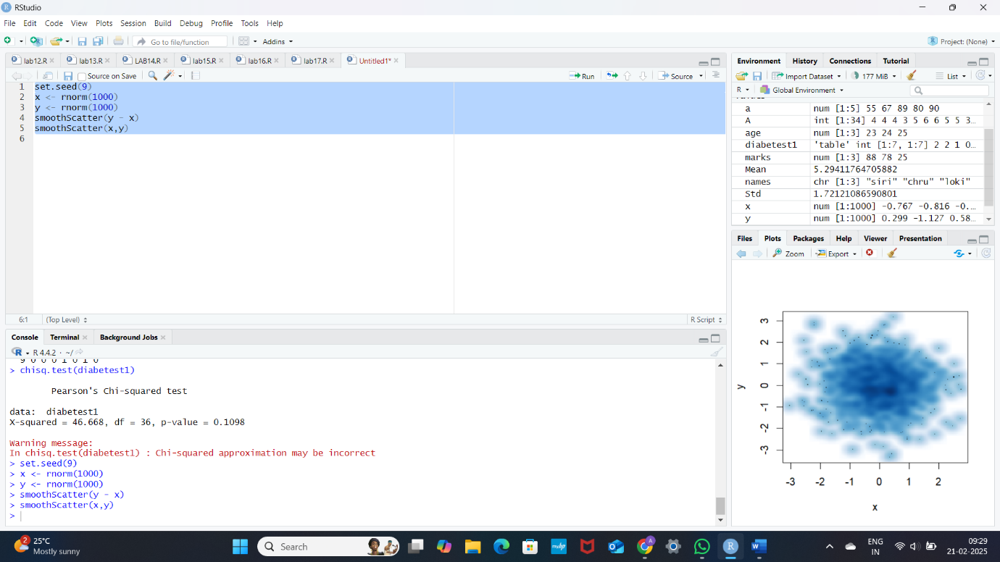 RStudio
File Edit Code View Plots Session Build Debug Profile Tools Help
Go to file/function Addins Project: (None)
lab12.R lab13.R LAB14.R lab15.R lab16.R lab17.R Untitled1*
Source on Save Run Source
1 set.seed(9)
2 x <- rnorm(1000)
3 y <- rnorm(1000)
4 smoothScatter(y - x)
5 smoothScatter(x,y)
6
6:1 (Top Level) R Script
Console Terminal Background Jobs
R 4.4.2 · ~/
9 0 0 0 1 0 1 0
> chisq.test(diabetest1)
Pearson's Chi-squared test
data: diabetest1
X-squared = 46.668, df = 36, p-value = 0.1098
Warning message:
In chisq.test(diabetest1) : Chi-squared approximation may be incorrect
> set.seed(9)
> x <- rnorm(1000)
> y <- rnorm(1000)
> smoothScatter(y - x)
> smoothScatter(x,y)
>
Environment History Connections Tutorial
Import Dataset 177 MiB List
R Global Environment
a num [1:5] 55 67 89 80 90
A int [1:34] 4 4 4 3 5 6 6 5 5 3…
age num [1:3] 23 24 25
diabetest1 'table' int [1:7, 1:7] 2 2 1 0…
marks num [1:3] 88 78 25
Mean 5.29411764705882
names chr [1:3] "siri" "chru" "loki"
Std 1.72121086590801
x num [1:1000] -0.767 -0.816 -0.…
y num [1:1000] 0.299 -1.127 0.58…
Files Plots Packages Help Viewer Presentation
Zoom Export
3
2
1
0
-1
-2
-3
y
-3 -2 -1 0 1 2
x
2
25°C
Mostly sunny
Search
myhp
A
ENG
IN
09:29
21-02-2025